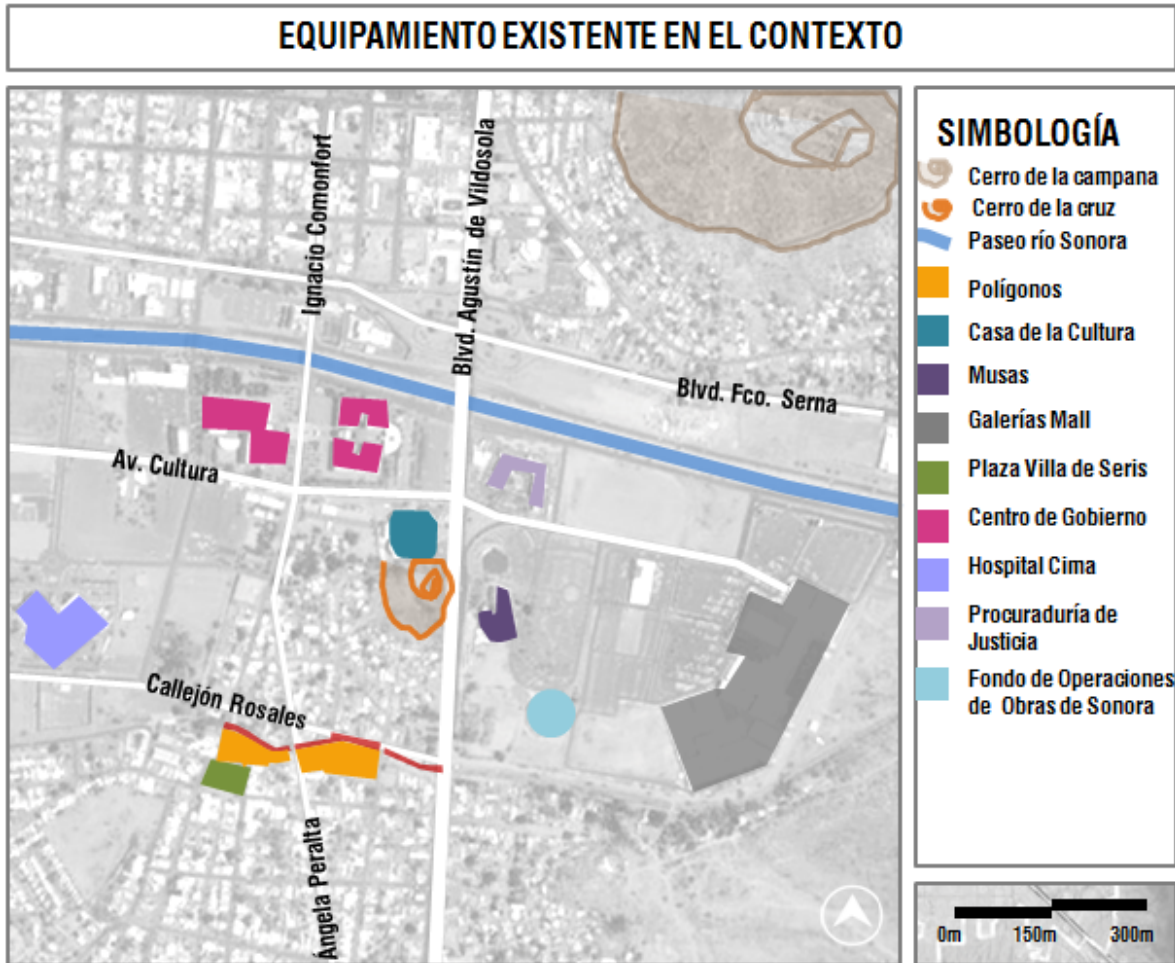 EQUIPAMIENTO EXISTENTE EN EL CONTEXTO
Ignacio Comonfort
Blvd. Agustín de Vildosola
Blvd. Fco. Serna
Av. Cultura
Callejón Rosales
Ángela Peralta
SIMBOLOGÍA
Cerro de la campana
Cerro de la cruz
Paseo río Sonora
Polígonos
Casa de la Cultura
Musas
Galerías Mall
Plaza Villa de Seris
Centro de Gobierno
Hospital Cima
Procuraduría de
Justicia
Fondo de Operaciones
de Obras de Sonora
0m 150m 300m